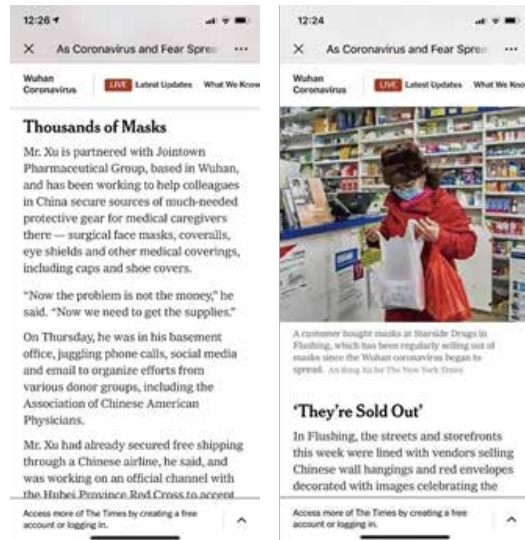 12:26
As Coronavirus and Fear Sprea
Wuhan
Coronavirus
LIVE
Latest Updates
What We Know
Thousands of Masks
Mr. Xu is partnered with Jointown
Pharmaceutical Group, based in Wuhan,
and has been working to help colleagues
in China secure sources of much-needed
protective gear for medical caregivers
there — surgical face masks, coveralls,
eye shields and other medical coverings,
including caps and shoe covers.
“Now the problem is not the money,” he
said. “Now we need to get the supplies.”
On Thursday, he was in his basement
office, juggling phone calls, social media
and email to organize efforts from
various donor groups, including the
Association of Chinese American
Physicians.
Mr. Xu had already secured free shipping
through a Chinese airline, he said, and
was working on an official channel with
the Hubei Province Red Cross to accept
Access more of The Times by creating a free
account or logging in.
12:24
As Coronavirus and Fear Sprea
Wuhan
Coronavirus
LIVE
Latest Updates
What We Kno
A customer bought masks at Starside Drugs in
Flushing, which has been regularly selling out of
masks since the Wuhan coronavirus began to
spread. An Rong Xu for The New York Times
‘They’re Sold Out’
In Flushing, the streets and storefronts
this week were lined with vendors selling
Chinese wall hangings and red envelopes
decorated with images celebrating the
Access more of The Times by creating a free
account or logging in.